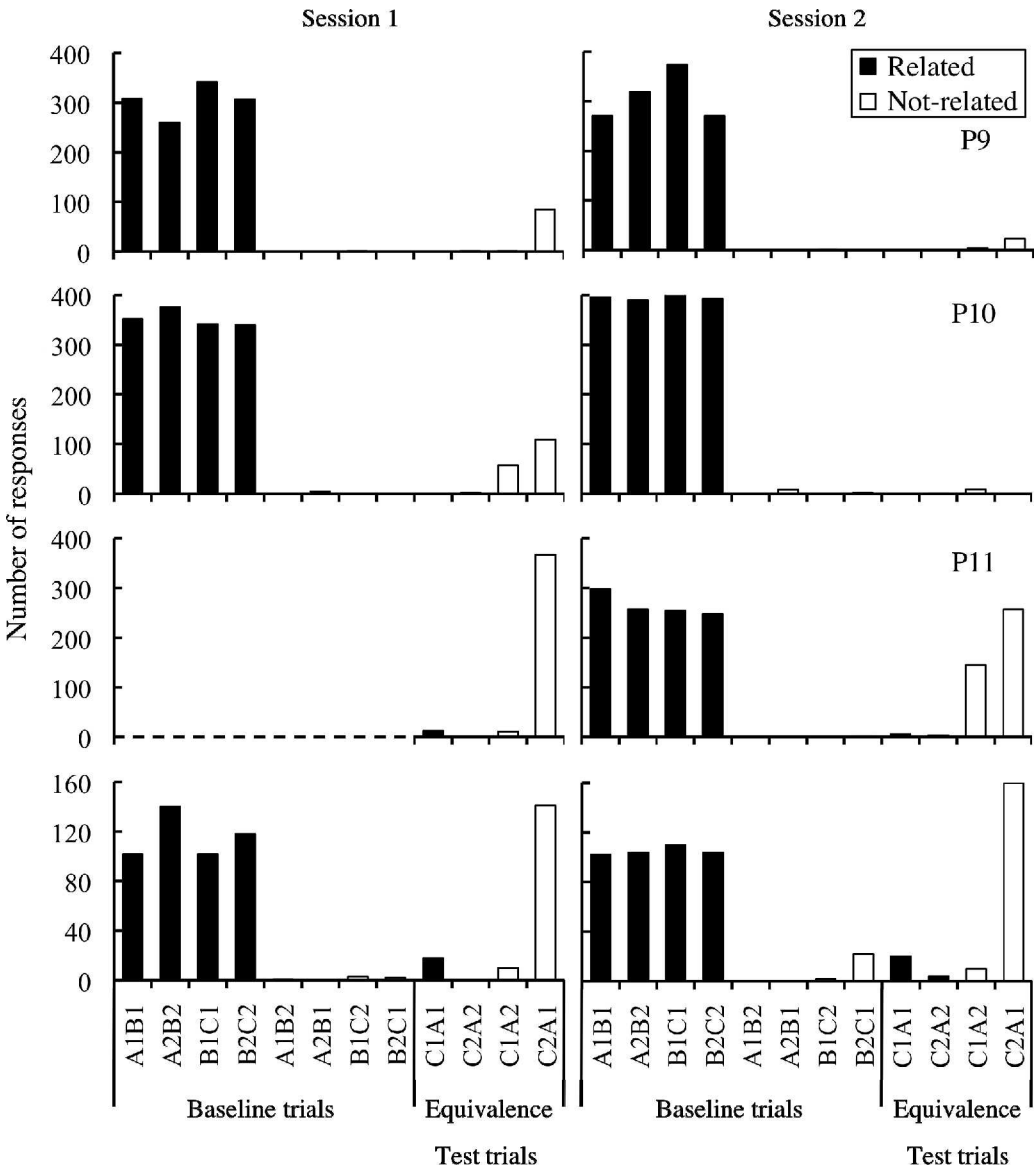 Session 1
Session 2
Related
Not-related
P9
400
300
200
100
0
P10
400
300
200
100
0
P11
400
300
200
100
0
160
120
80
40
0
Number of responses
A1B1
A2B2
B1C1
B2C2
A1B2
A2B1
B1C2
B2C1
C1A1
C2A2
C1A2
C2A1
A1B1
A2B2
B1C1
B2C2
A1B2
A2B1
B1C2
B2C1
C1A1
C2A2
C1A2
C2A1
Baseline trials
Equivalence
Baseline trials
Equivalence
Test trials
Test trials